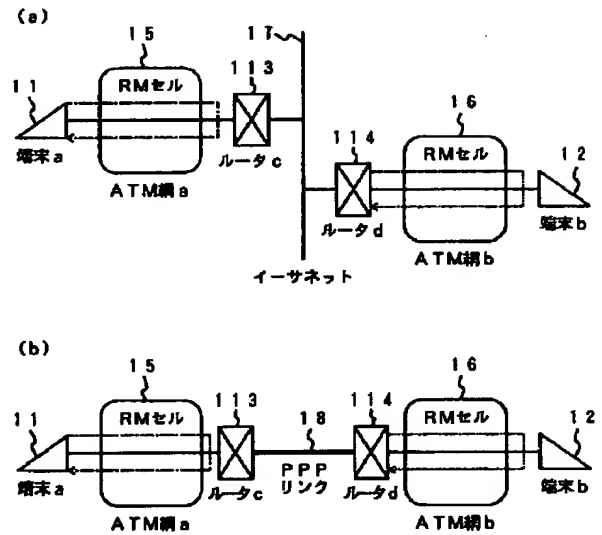 (a)
１５
１７
１１３
１１
RMセル
端末a
ルータc
ATM網a
１６
１１４
RMセル
１２
ルータd
端末b
ATM網b
イーサネット
(b)
１５
１１３
１８
１１４
１６
１１
RMセル
RMセル
１２
端末a
ルータc
PPP
リンク
ルータd
端末b
ATM網a
ATM網b